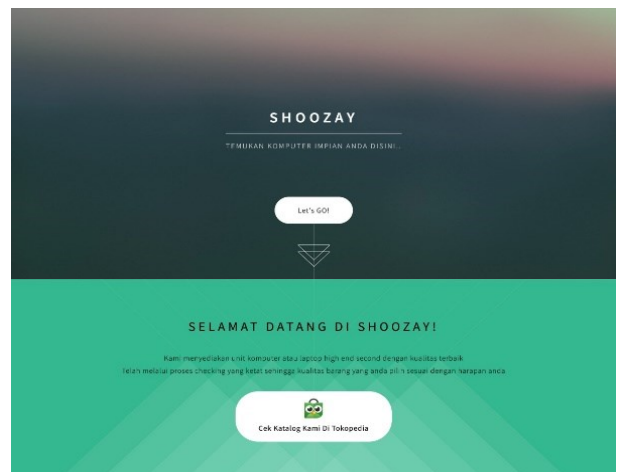 SHOOZAY
TEMUKAN KOMPUTER IMPIAN ANDA DISINI..
Let's GO!
SELAMAT DATANG DI SHOOZAY!
Kami menyediakan unit komputer atau laptop high end second dengan kualitas terbaik
Telah melalui proses checking yang ketat sehingga kualitas barang yang anda pilih sesuai dengan harapan anda
Cek Katalog Kami Di Tokopedia